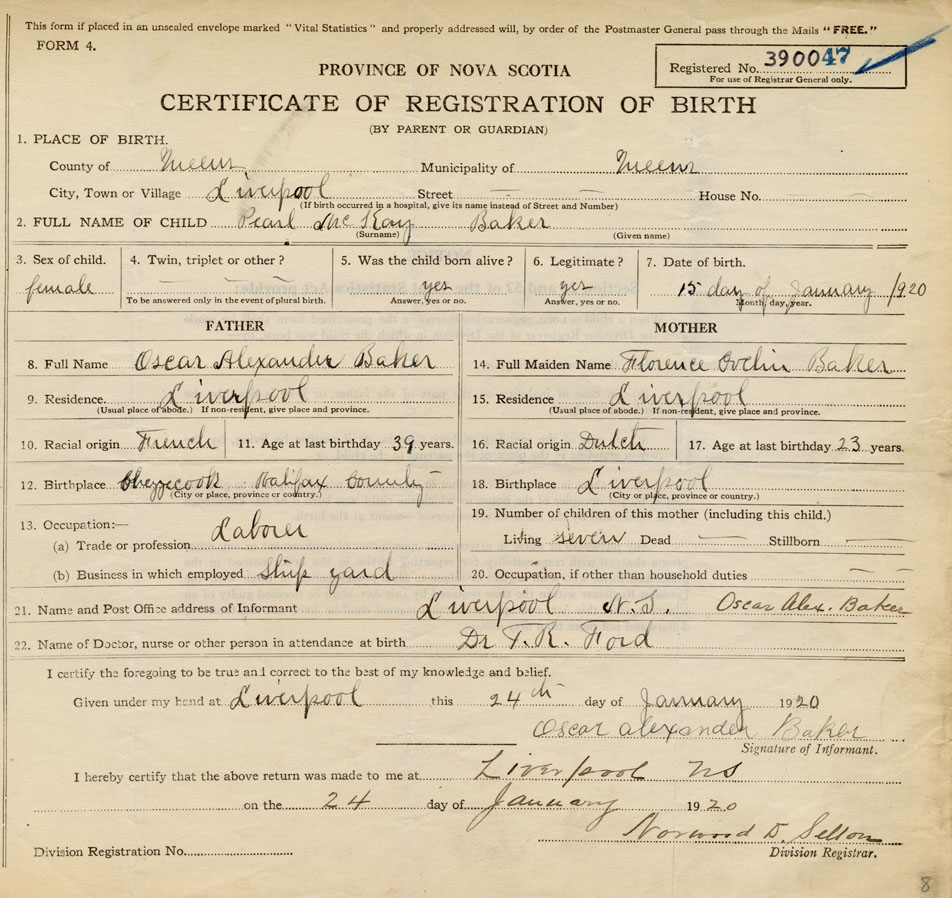 This form if placed in an unsealed envelope marked "Vital Statistics" and properly addressed will, by order of the Postmaster General pass through the Mails "FREE."
FORM 4.
Registered No. 390047
For use of Registrar General only.
PROVINCE OF NOVA SCOTIA
CERTIFICATE OF REGISTRATION OF BIRTH
(BY PARENT OR GUARDIAN)
1. PLACE OF BIRTH.
County of Queens Municipality of Queens
City, Town or Village Liverpool Street — — House No.
(If birth occurred in a hospital, give its name instead of Street and Number)
2. FULL NAME OF CHILD Pearl McKay Baker
(Surname) (Given name)
3. Sex of child. 4. Twin, triplet or other? 5. Was the child born alive? 6. Legitimate? 7. Date of birth.
female — — — yes yes 15 day of January 1920
To be answered only in the event of plural birth. Answer, yes or no. Answer, yes or no. Month, day, year.
FATHER MOTHER
8. Full Name Oscar Alexander Baker 14. Full Maiden Name Florence Baker
9. Residence. Liverpool 15. Residence Liverpool
(Usual place of abode.) If non-resident, give place and province. (Usual place of abode.) If non-resident, give place and province.
10. Racial origin French 11. Age at last birthday 39 years. 16. Racial origin Dutch 17. Age at last birthday 23 years.
12. Birthplace Chezzecook Halifax County 18. Birthplace Liverpool
(City or place, province or country.) (City or place, province or country.)
13. Occupation:— Laborer 19. Number of children of this mother (including this child.)
(a) Trade or profession Living seven Dead — Stillborn —
(b) Business in which employed Ship yard 20. Occupation, if other than household duties — —
21. Name and Post Office address of Informant Liverpool N.S. Oscar Alex. Baker
22. Name of Doctor, nurse or other person in attendance at birth Dr. F. R. Ford
I certify the foregoing to be true and correct to the best of my knowledge and belief.
Given under my hand at Liverpool this 24th day of January 1920
Oscar alexander Baker
Signature of Informant.
I hereby certify that the above return was made to me at Liverpool NS
on the 24 day of January 1920
Norwood D.
Division Registration No. Division Registrar.
8